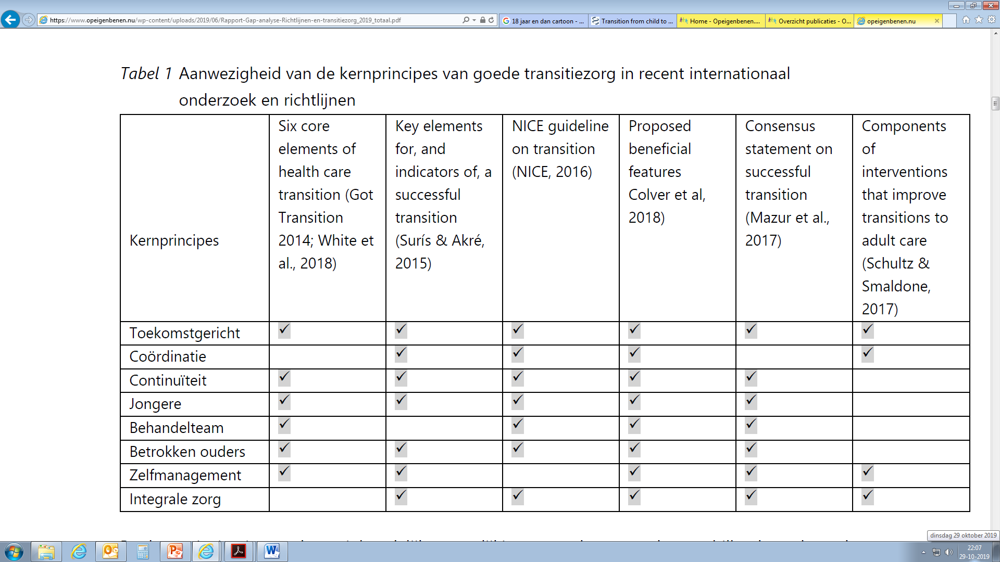 https://www.opeigenbenen.nu/wp-content/uploads/2019/06/Rapport-Gap-analyse-Richtlijnen-en-transitiezorg_2019_totaal.pdf
18 jaar en dan cartoon - ...
Transition from child to ...
Home - Opeigenbenen....
Overzicht publicaties - O...
opeigenbenen.nu
Tabel 1 Aanwezigheid van de kernprincipes van goede transitiezorg in recent internationaal
onderzoek en richtlijnen
Kernprincipes
Six core
elements of
health care
transition (Got
Transition
2014; White et
al., 2018)
Key elements
for, and
indicators of, a
successful
transition
(Surís & Akré,
2015)
NICE guideline
on transition
(NICE, 2016)
Proposed
beneficial
features
Colver et al,
2018)
Consensus
statement on
successful
transition
(Mazur et al.,
2017)
Components
of
interventions
that improve
transitions to
adult care
(Schultz &
Smaldone,
2017)
Toekomstgericht ✓ ✓ ✓ ✓ ✓ ✓
Coördinatie ✓ ✓ ✓ ✓
Continuïteit ✓ ✓ ✓ ✓ ✓
Jongere ✓ ✓ ✓ ✓ ✓
Behandelteam ✓ ✓ ✓ ✓
Betrokken ouders ✓ ✓ ✓ ✓ ✓
Zelfmanagement ✓ ✓ ✓ ✓ ✓
Integrale zorg ✓ ✓ ✓ ✓ ✓
dinsdag 29 oktober 2019
22:07
29-10-2019